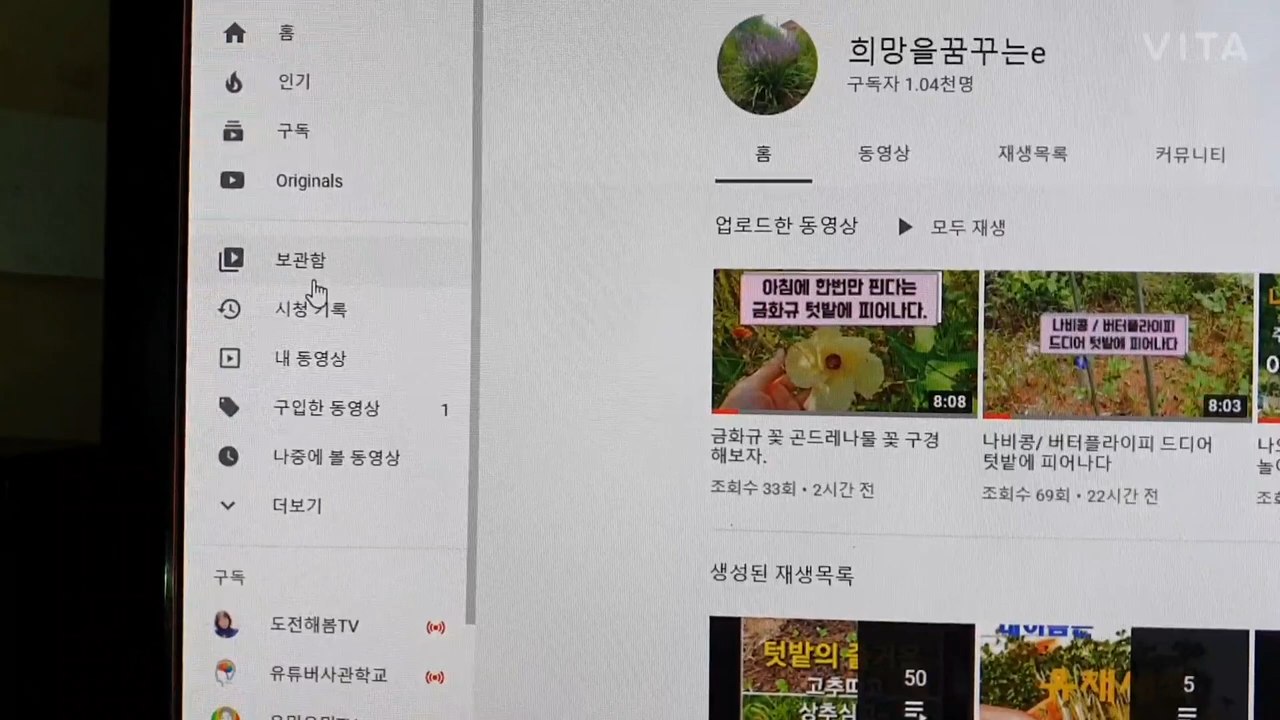 홈
인기
구독
Originals
보관함
시청 기록
내 동영상
구입한 동영상 1
나중에 볼 동영상
더보기
구독
도전해봄TV
유튜버사관학교
VITA
희망을꿈꾸는e
구독자 1.04천명
홈 동영상 재생목록 커뮤니티
업로드한 동영상 모두 재생
아침에 한번만 핀다는
금화규 텃밭에 피어나다.
8:08
금화규 꽃 곤드레나물 꽃 구경
해보자.
조회수 33회 • 2시간 전
나비콩 / 버터플라이피
드디어 텃밭에 피어나다
8:03
나비콩/ 버터플라이피 드디어
텃밭에 피어나다
조회수 69회 • 22시간 전
생성된 재생목록
텃밭의
고추따
상추심
50
5